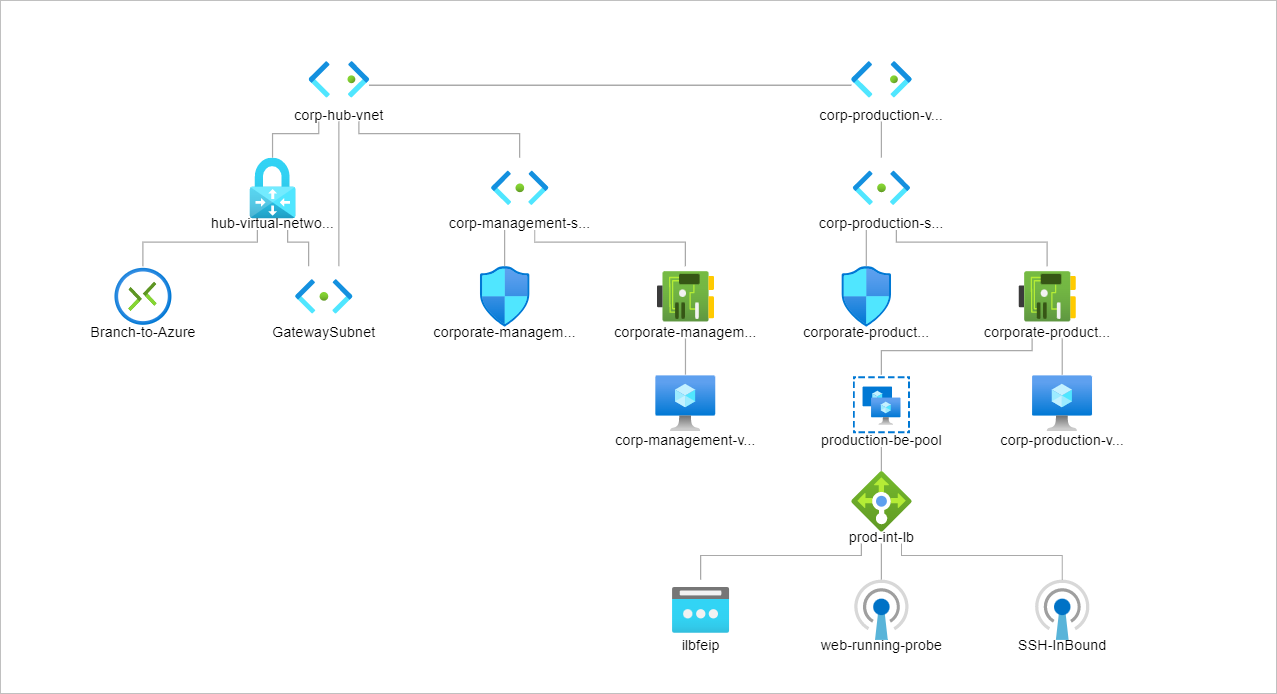 corp-hub-vnet
corp-production-v...
hub-virtual-netwo...
corp-management-s...
corp-production-s...
Branch-to-Azure
GatewaySubnet
corporate-managem...
corporate-managem...
corporate-product...
corporate-product...
corp-management-v...
production-be-pool
corp-production-v...
prod-int-lb
ilbfeip
web-running-probe
SSH-InBound